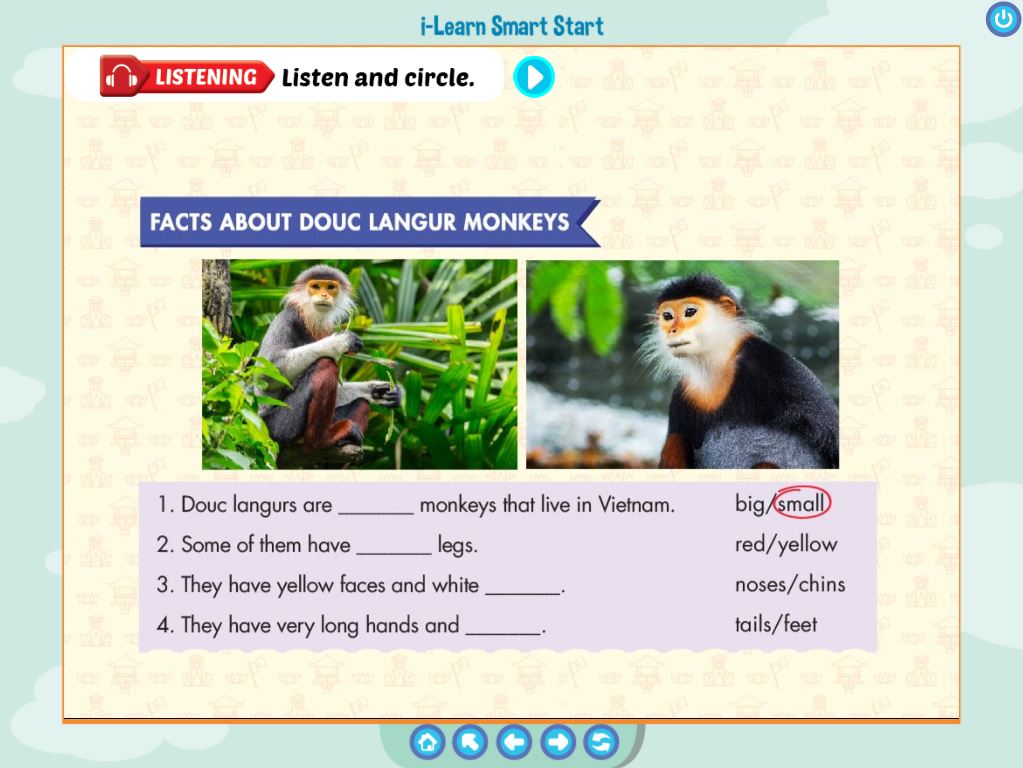 i-Learn Smart Start
LISTENING Listen and circle.
FACTS ABOUT DOUC LANGUR MONKEYS
1. Douc langurs are _______ monkeys that live in Vietnam. big/small
2. Some of them have _______ legs. red/yellow
3. They have yellow faces and white _______. noses/chins
4. They have very long hands and _______. tails/feet